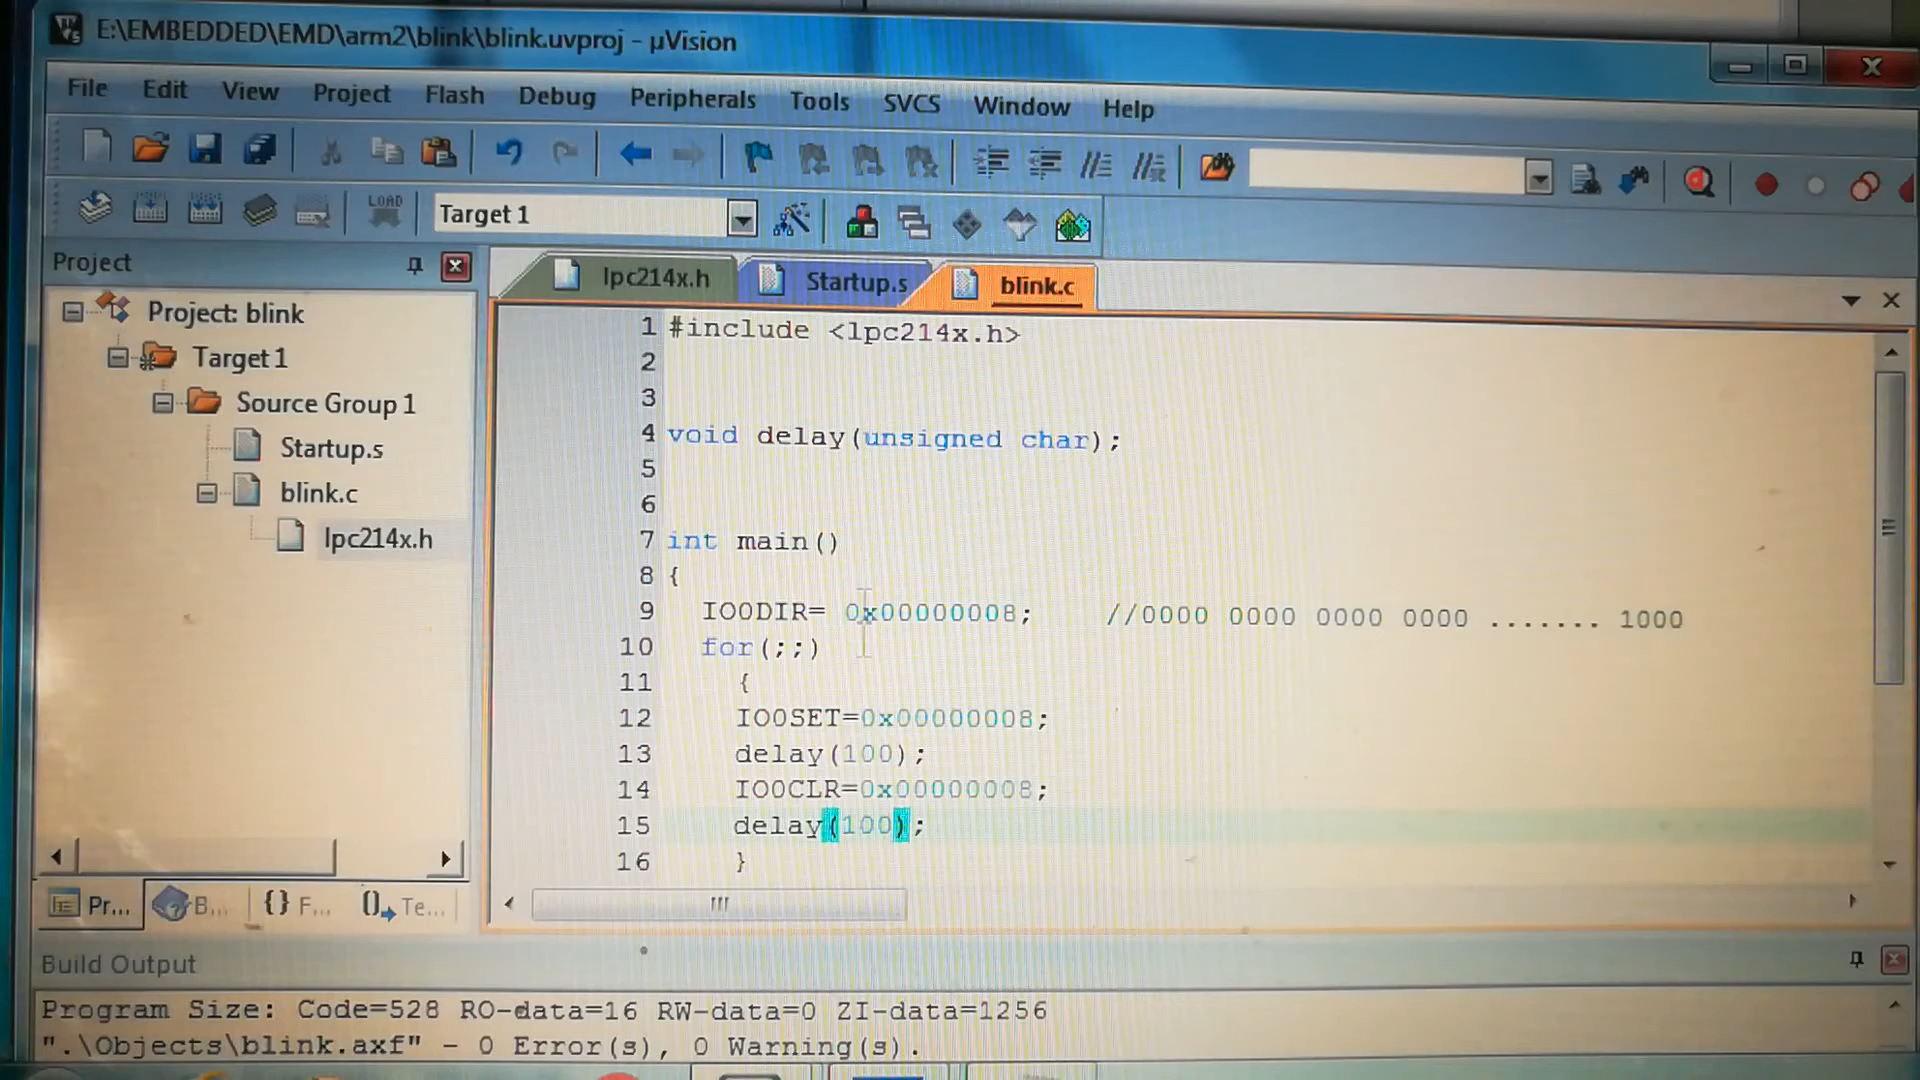 E:\EMBEDDED\EMD\arm2\blink\blink.uvproj - µVision
File Edit View Project Flash Debug Peripherals Tools SVCS Window Help
LOAD
Target 1
Project
lpc214x.h Startup.s blink.c
Project: blink
Target 1
Source Group 1
Startup.s
blink.c
lpc214x.h
1 #include <lpc214x.h>
2
3
4 void delay(unsigned char);
5
6
7 int main()
8 {
9 IO0DIR= 0x00000008; //0000 0000 0000 0000 ....... 1000
10 for(;;)
11 {
12 IO0SET=0x00000008;
13 delay(100);
14 IO0CLR=0x00000008;
15 delay(100);
16 }
Pr... B... {} F... Te...
Build Output
Program Size: Code=528 RO-data=16 RW-data=0 ZI-data=1256
".\Objects\blink.axf" - 0 Error(s), 0 Warning(s).